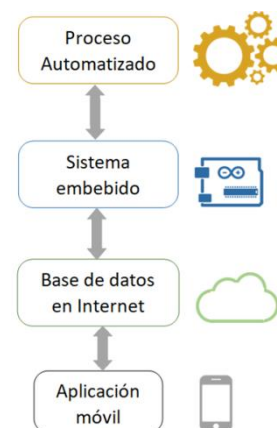 Proceso
Automatizado
Sistema
embebido
Base de datos
en Internet
Aplicación
móvil